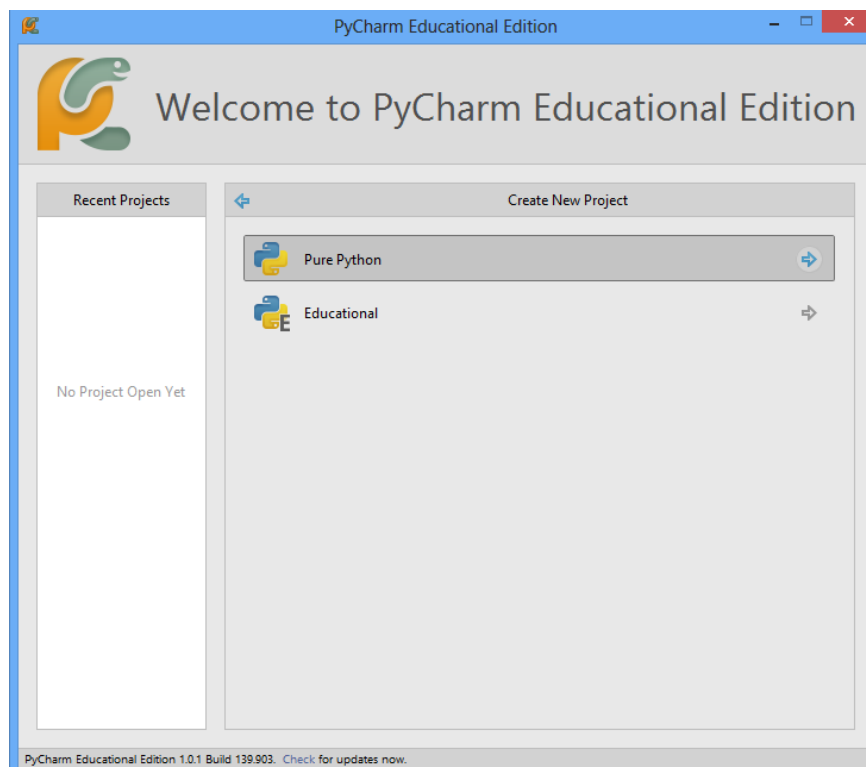 PyCharm Educational Edition
Welcome to PyCharm Educational Edition
Recent Projects
Create New Project
Pure Python
E Educational
No Project Open Yet
PyCharm Educational Edition 1.0.1 Build 139.903. Check for updates now.